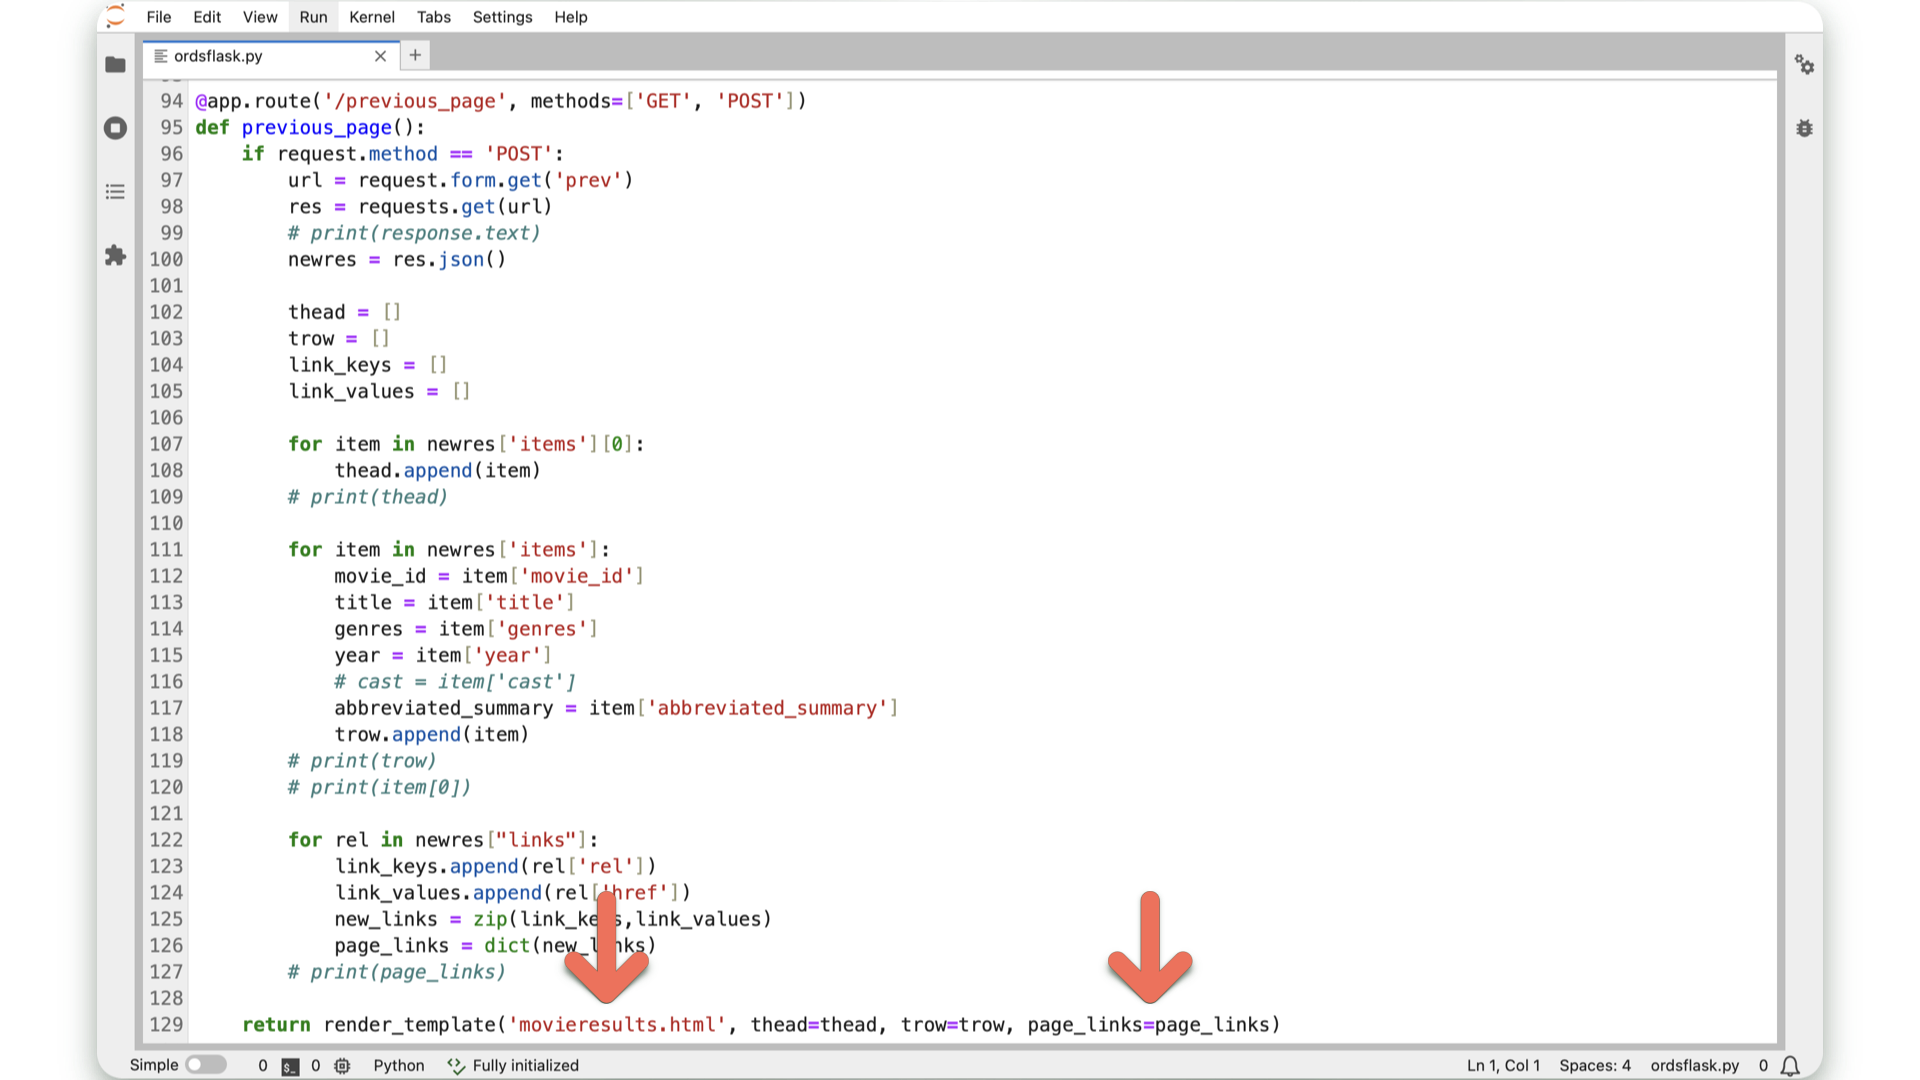 File Edit View Run Kernel Tabs Settings Help
ordsflask.py
94 @app.route('/previous_page', methods=['GET', 'POST'])
95 def previous_page():
96     if request.method == 'POST':
97         url = request.form.get('prev')
98         res = requests.get(url)
99         # print(response.text)
100         newres = res.json()
101
102         thead = []
103         trow = []
104         link_keys = []
105         link_values = []
106
107         for item in newres['items'][0]:
108             thead.append(item)
109         # print(thead)
110
111         for item in newres['items']:
112             movie_id = item['movie_id']
113             title = item['title']
114             genres = item['genres']
115             year = item['year']
116             # cast = item['cast']
117             abbreviated_summary = item['abbreviated_summary']
118             trow.append(item)
119         # print(trow)
120         # print(item[0])
121
122         for rel in newres["links"]:
123             link_keys.append(rel['rel'])
124             link_values.append(rel['href'])
125             new_links = zip(link_keys,link_values)
126             page_links = dict(new_links)
127         # print(page_links)
128
129     return render_template('movieresults.html', thead=thead, trow=trow, page_links=page_links)
Simple 0 $_ 0 Python Fully initialized Ln 1, Col 1 Spaces: 4 ordsflask.py 0